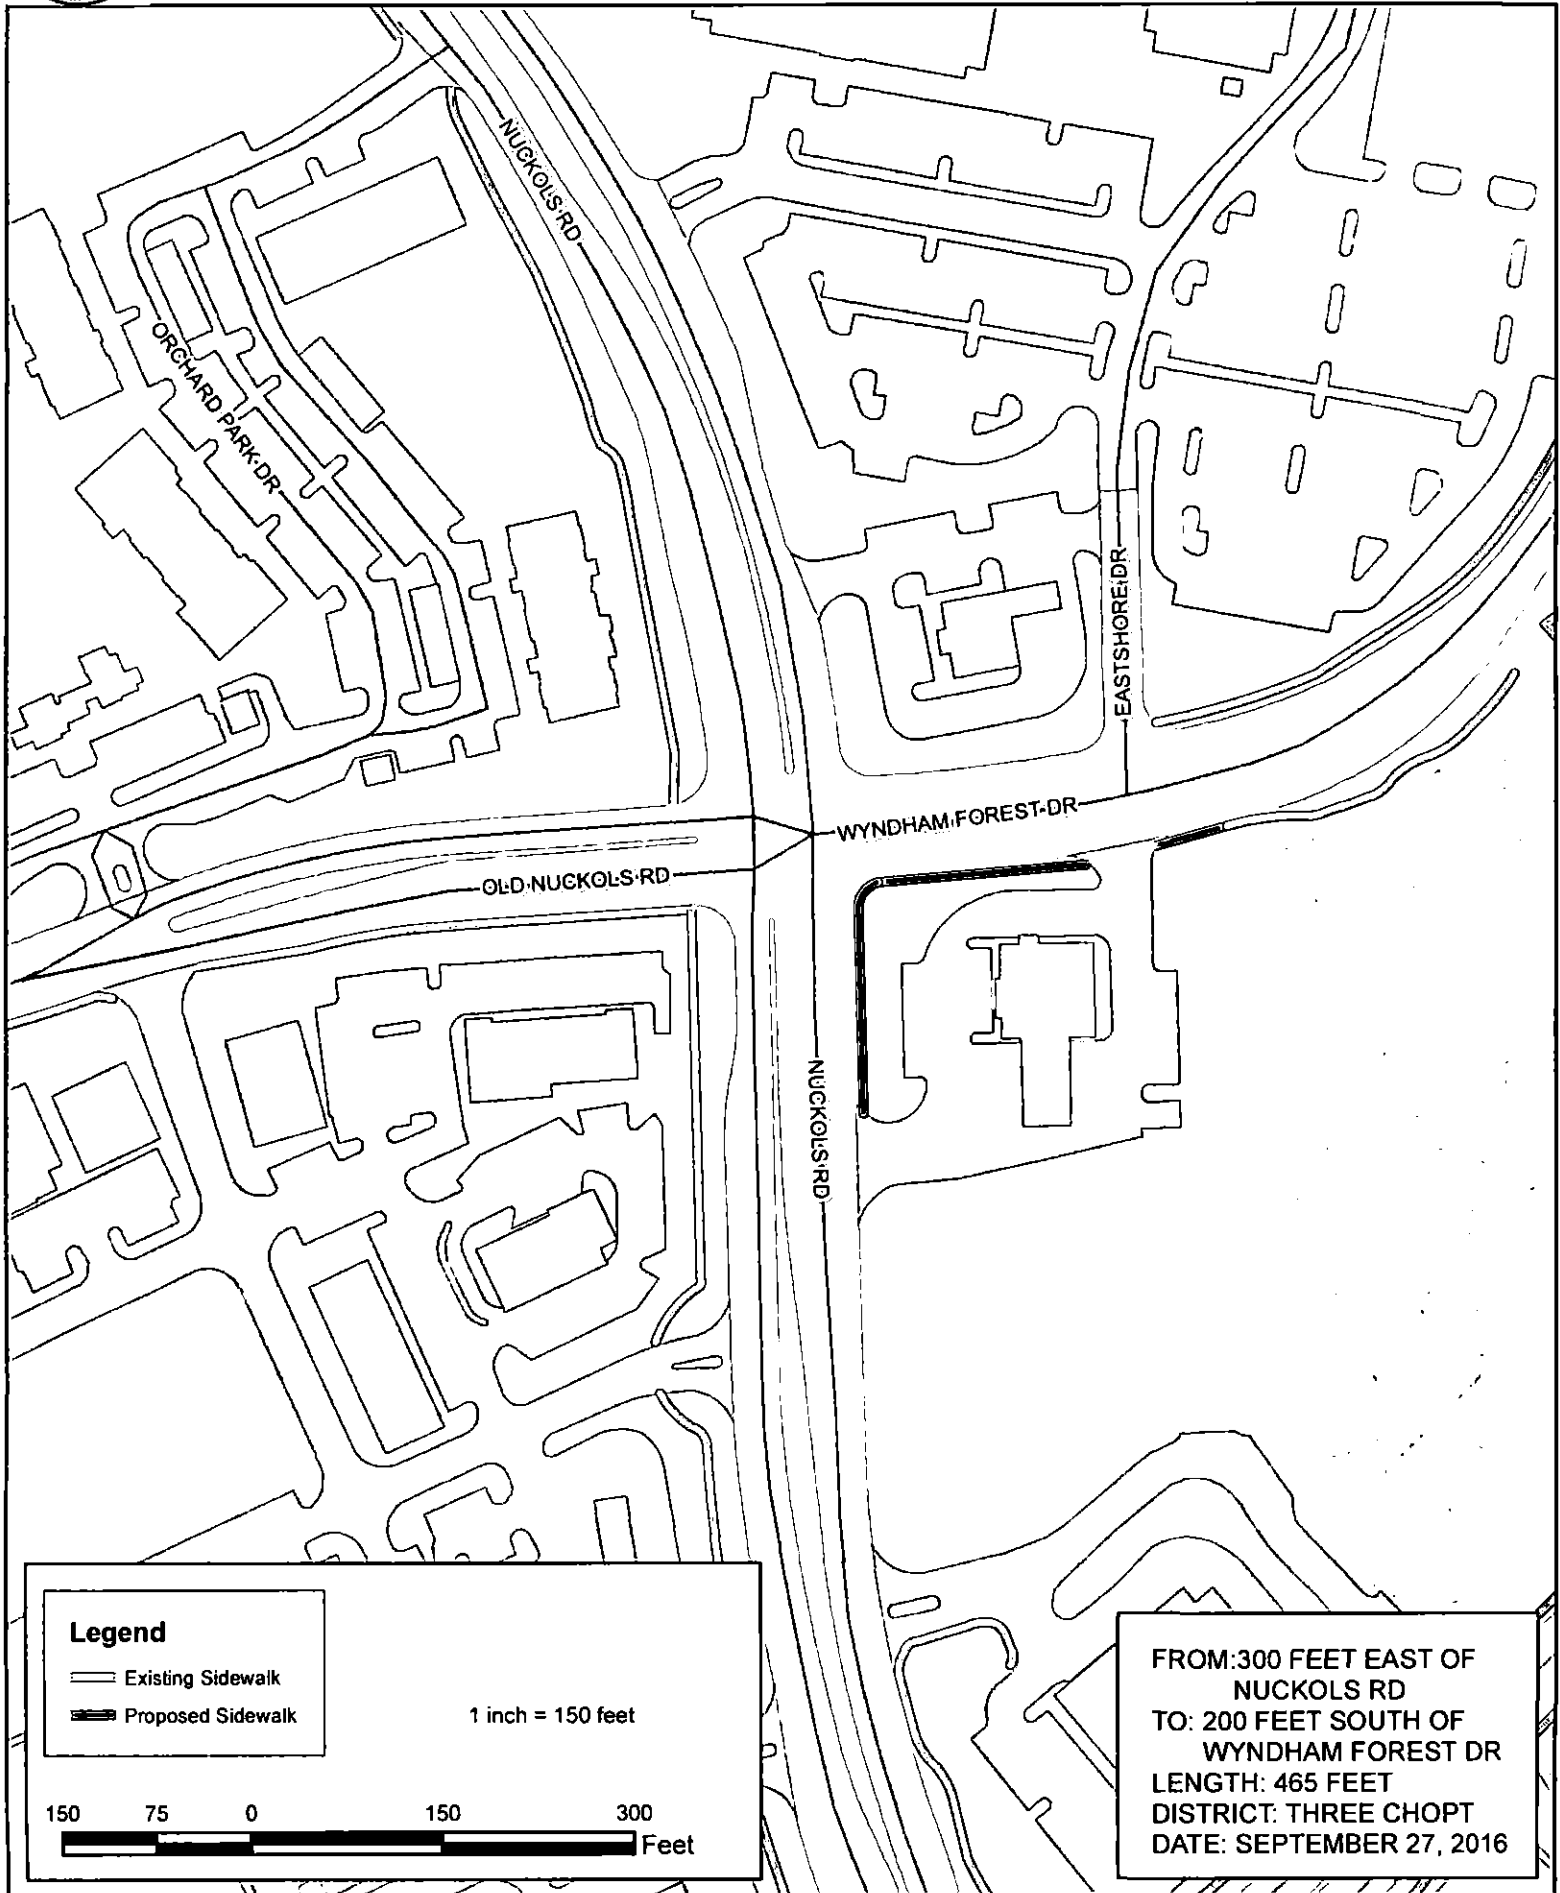 NUCKOLS RD
ORCHARD PARK DR
EASTSHORE DR
WYNDHAM FOREST DR
OLD NUCKOLS RD
NUCKOLS RD
Legend
Existing Sidewalk
Proposed Sidewalk
1 inch = 150 feet
150 75 0 150 300
Feet
FROM:300 FEET EAST OF
NUCKOLS RD
TO: 200 FEET SOUTH OF
WYNDHAM FOREST DR
LENGTH: 465 FEET
DISTRICT: THREE CHOPT
DATE: SEPTEMBER 27, 2016